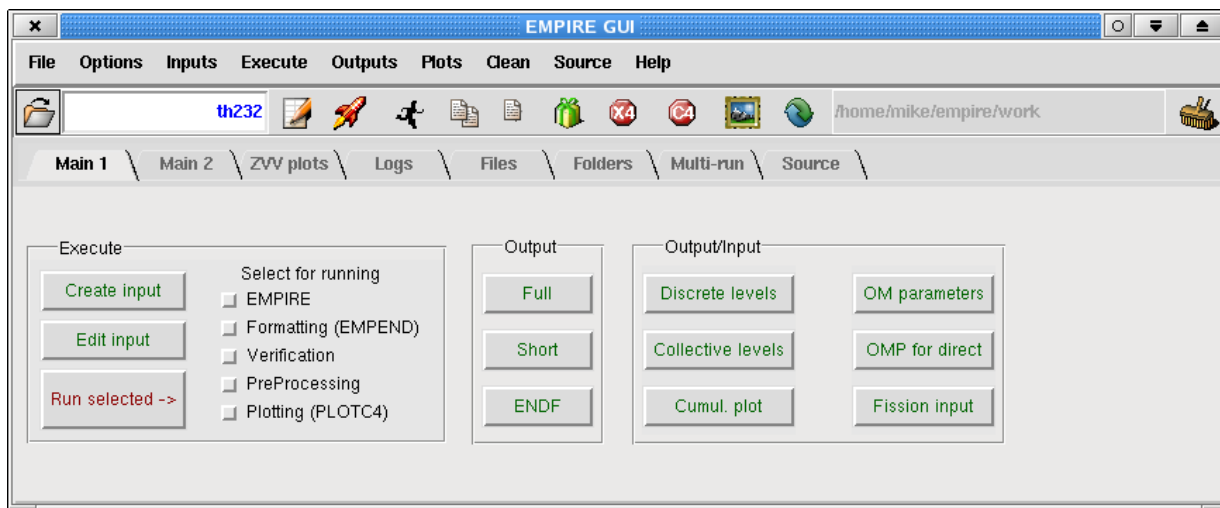 EMPIRE GUI
File Options Inputs Execute Outputs Plots Clean Source Help
th232 X4 C4 /home/mike/empire/work
Main 1 Main 2 ZVV plots Logs Files Folders Multi-run Source
Execute
Create input
Edit input
Run selected ->
Select for running
EMPIRE
Formatting (EMPEND)
Verification
PreProcessing
Plotting (PLOTC4)
Output
Full
Short
ENDF
Output/Input
Discrete levels OM parameters
Collective levels OMP for direct
Cumul. plot Fission input